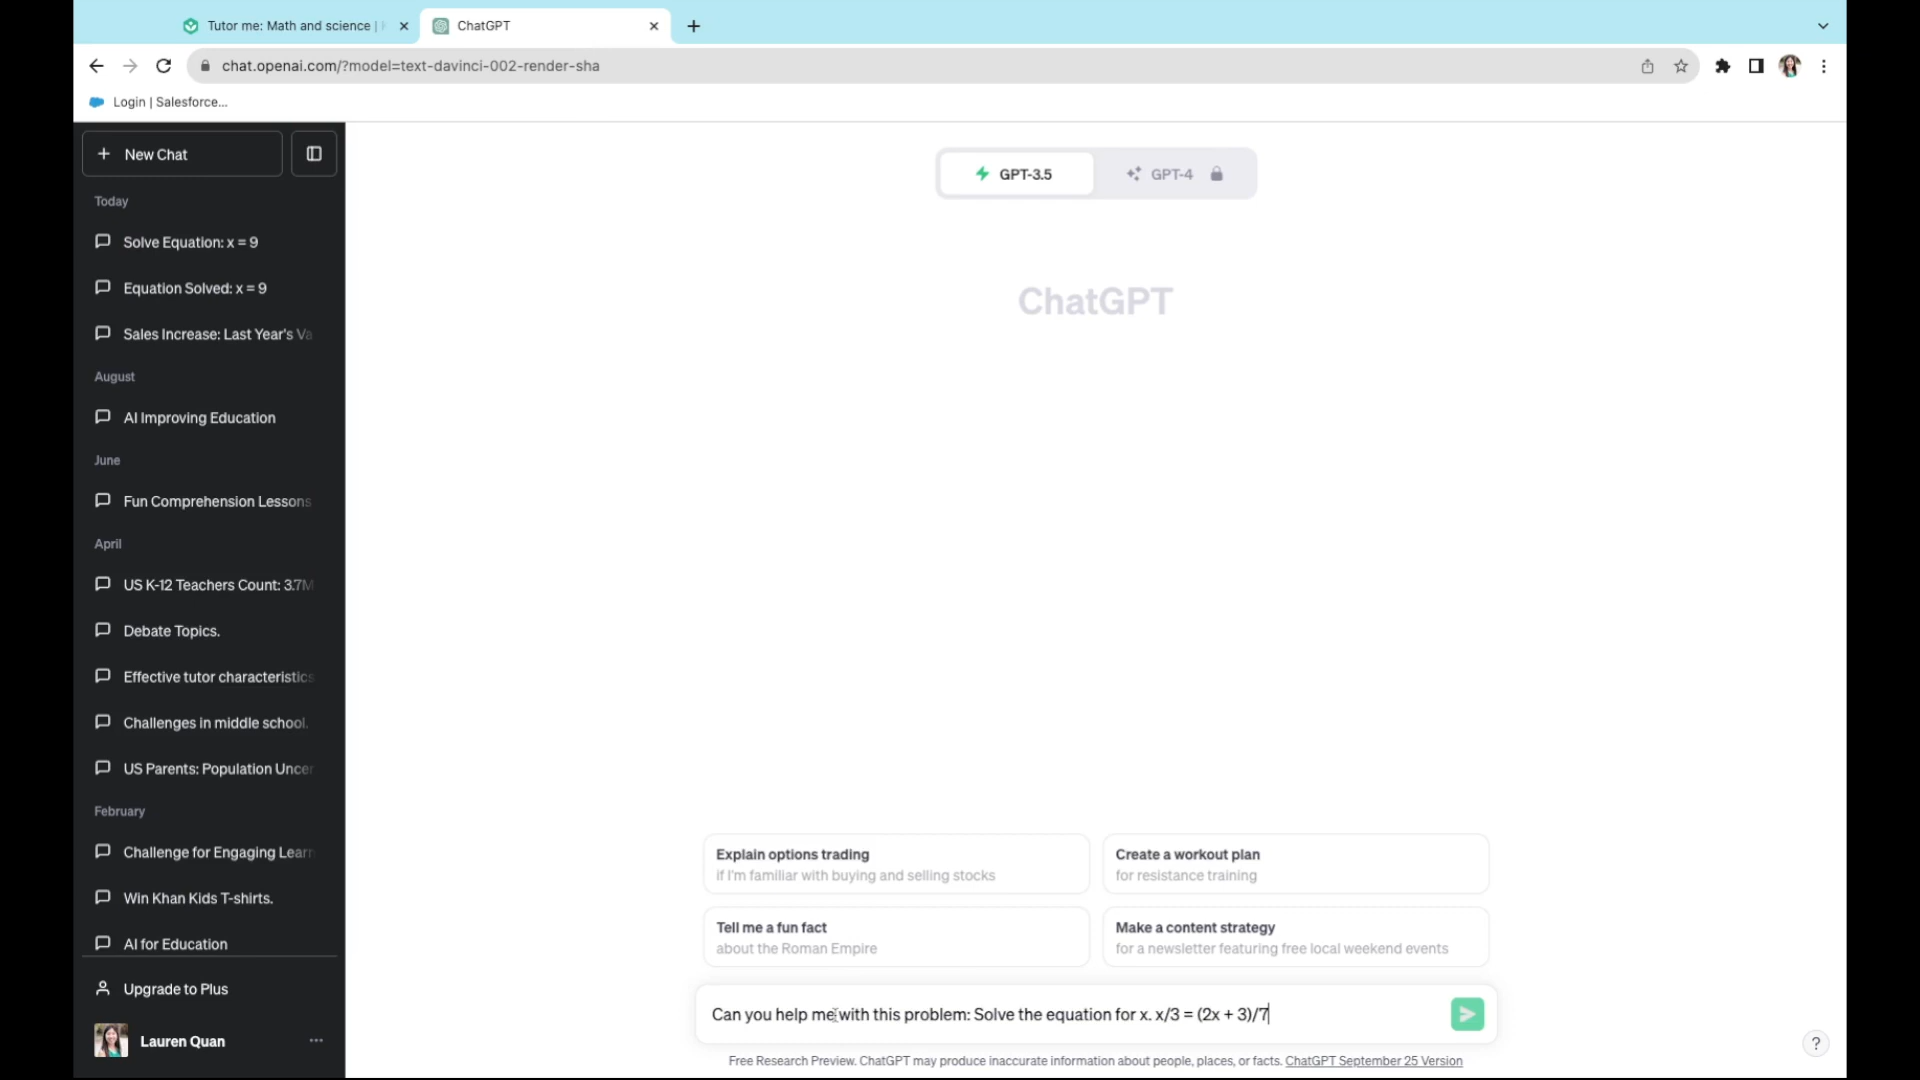 Tutor me: Math and science |
ChatGPT
chat.openai.com/?model=text-davinci-002-render-sha
Login | Salesforce...
New Chat
Today
Solve Equation: x = 9
Equation Solved: x = 9
Sales Increase: Last Year's Va
August
AI Improving Education
June
Fun Comprehension Lessons
April
US K-12 Teachers Count: 3.7M
Debate Topics.
Effective tutor characteristics
Challenges in middle school.
US Parents: Population Uncer
February
Challenge for Engaging Learn
Win Khan Kids T-shirts.
AI for Education
Upgrade to Plus
Lauren Quan
GPT-3.5
GPT-4
ChatGPT
Explain options trading
if I'm familiar with buying and selling stocks
Create a workout plan
for resistance training
Tell me a fun fact
about the Roman Empire
Make a content strategy
for a newsletter featuring free local weekend events
Can you help me with this problem: Solve the equation for x. x/3 = (2x + 3)/7
Free Research Preview. ChatGPT may produce inaccurate information about people, places, or facts. ChatGPT September 25 Version
?